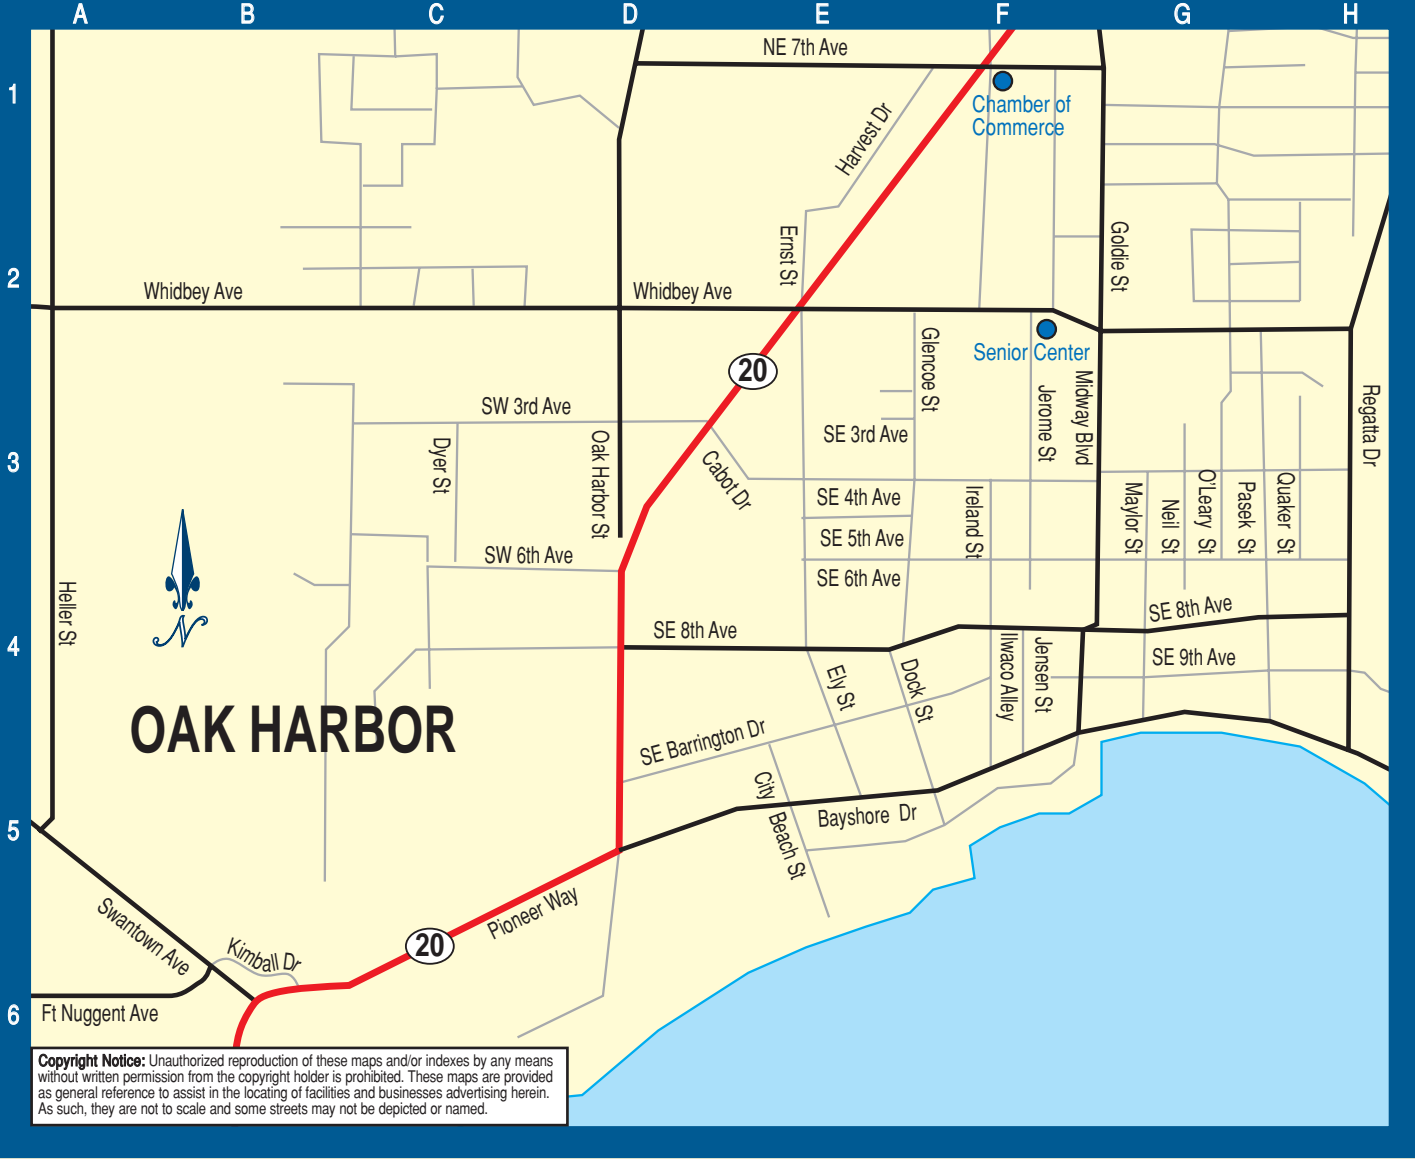 A B C D E F G H
1
2
3
4
5
6
NE 7th Ave
Chamber of
Commerce
Harvest Dr
Ernst St
Goldie St
Whidbey Ave
Whidbey Ave
20
Glencoe St
Senior Center
Midway Blvd
Jerome St
Regatta Dr
SW 3rd Ave
Dyer St
Oak Harbor St
Cabot Dr
SE 3rd Ave
SE 4th Ave
SE 5th Ave
SE 6th Ave
Ireland St
Maylor St
Neil St
O'Leary St
Pasek St
Quaker St
SW 6th Ave
Heller St
N
SE 8th Ave
SE 8th Ave
SE 9th Ave
Ely St
Dock St
Ilwaco Alley
Jensen St
OAK HARBOR
SE Barrington Dr
City Beach St
Bayshore Dr
Pioneer Way
20
Swantown Ave
Kimball Dr
Ft Nuggent Ave
Copyright Notice: Unauthorized reproduction of these maps and/or indexes by any means
without written permission from the copyright holder is prohibited. These maps are provided
as general reference to assist in the locating of facilities and businesses advertising herein.
As such, they are not to scale and some streets may not be depicted or named.